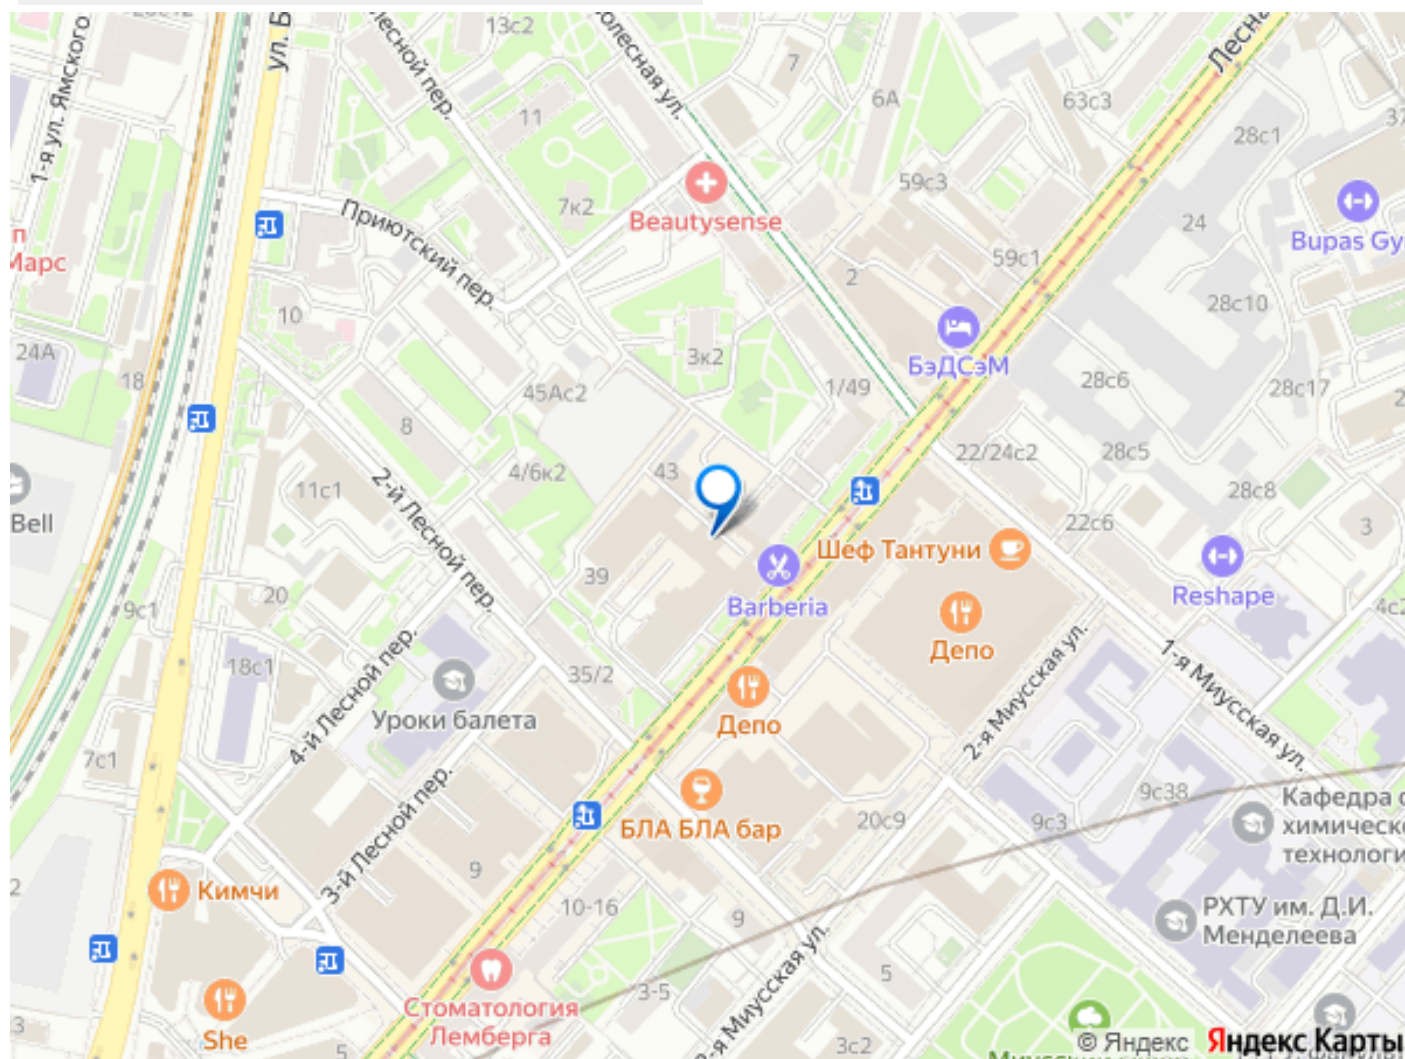 13с2
7
ул. Б
Лесной пер.
олесная ул.
6А
63с3
Лесна
28с1
37
1-я ул. Ямского
11
59с3
7к2
Beautysense
24
Bupas Gy
п
Марс
Приютский пер.
2
59с1
28с10
10
24А
18
3к2
БэДСэМ
1/49
28с6
28с17
2
45Ас2
8
4/6к2
43
22/24с2
28с5
28с8
Bell
11с1
2-й Лесной пер.
22с6
3
Шеф Тантуни
39
Barberia
Reshape
4с2
9с1
20
Депо
18с1
4-й Лесной пер.
35/2
Уроки балета
Депо
2-я Миусская ул.
1-я Миусская ул.
7с1
9с38
БЛА БЛА бар
20с9
9с3
Кафедра
химическ
технологи
2
Кимчи
3-й Лесной пер.
9
10-16
9
РХТУ им. Д.И.
Менделеева
3-5
-я Миусская ул.
5
Стоматология
Лемберга
She
3
5
3с2
© Яндекс
Яндекс Карты